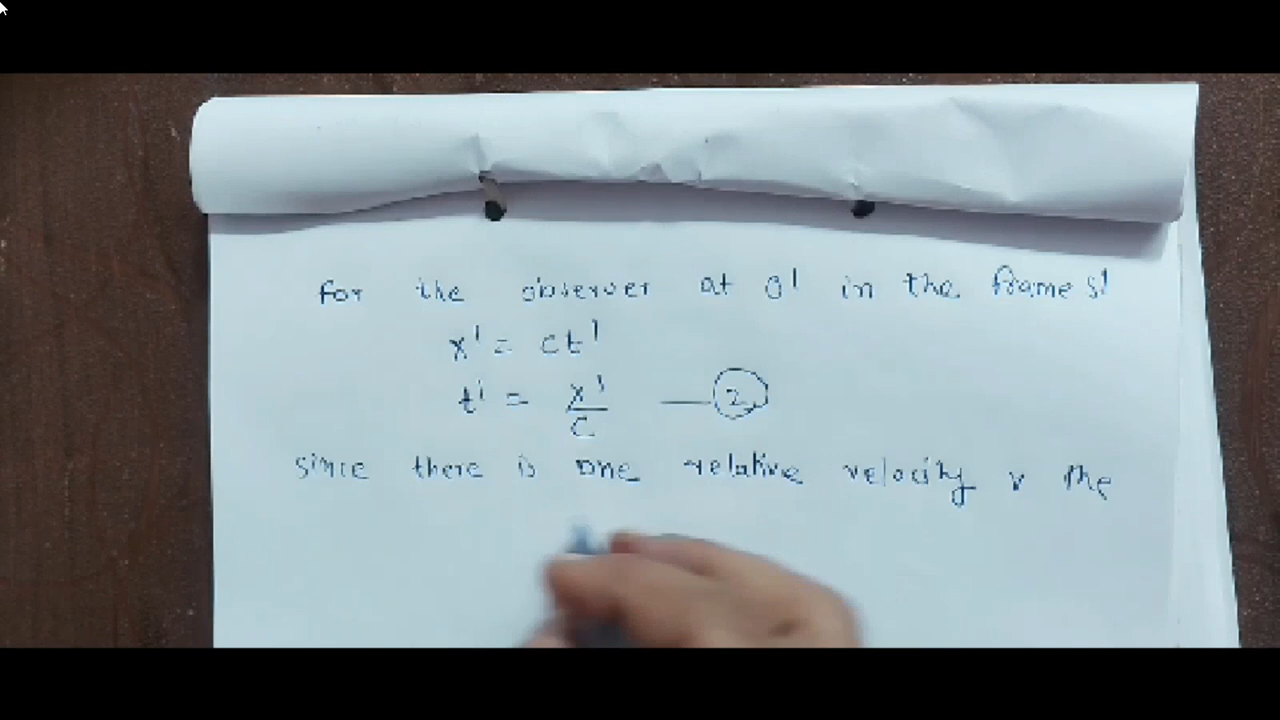 for the observer at o' in the frame s'
x' = ct'
t' = x'/c — 2
since there is one relative velocity v the